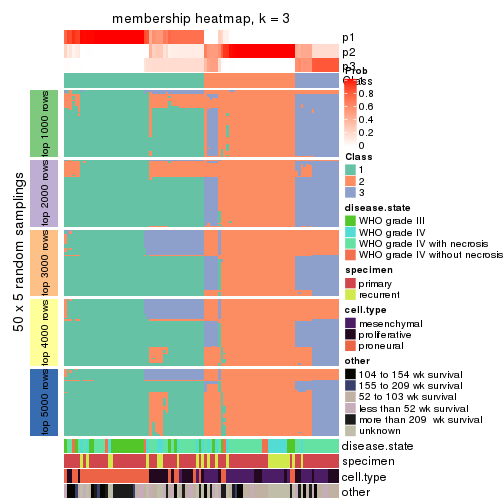 membership heatmap, k = 3
p1
p2
p3
Class
50 x 5 random samplings
top 1000 rows
top 2000 rows
top 3000 rows
top 4000 rows
top 5000 rows
disease.state
specimen
cell.type
other
Prob
1
0.8
0.6
0.4
0.2
0
Class
1
2
3
disease.state
WHO grade III
WHO grade IV
WHO grade IV with necrosis
WHO grade IV without necrosis
specimen
primary
recurrent
cell.type
mesenchymal
proliferative
proneural
other
104 to 154 wk survival
155 to 209 wk survival
52 to 103 wk survival
less than 52 wk survival
more than 209 wk survival
unknown